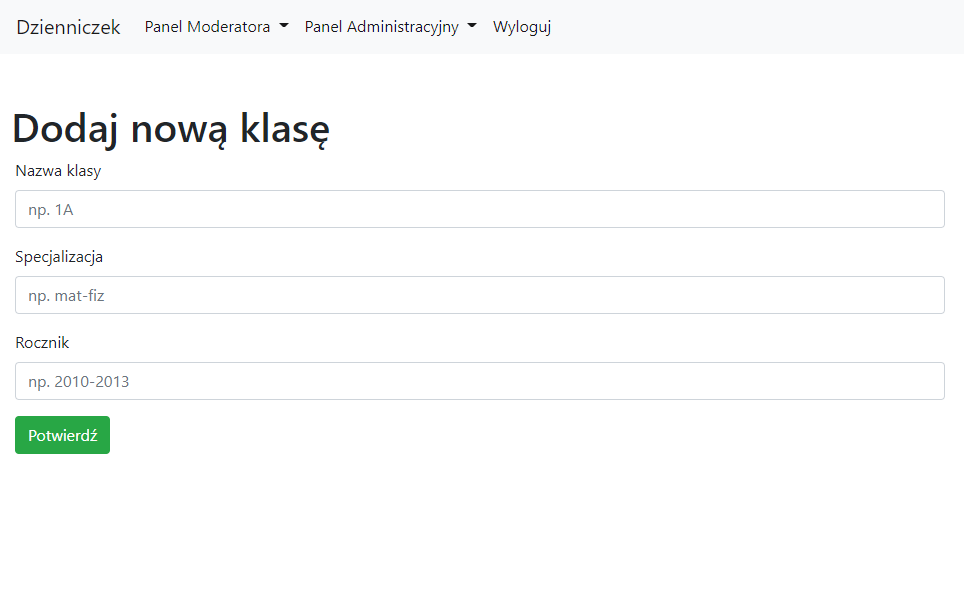 Dzienniczek Panel Moderatora Panel Administracyjny Wyloguj
Dodaj nową klasę
Nazwa klasy
np. 1A
Specjalizacja
np. mat-fiz
Rocznik
np. 2010-2013
Potwierdź